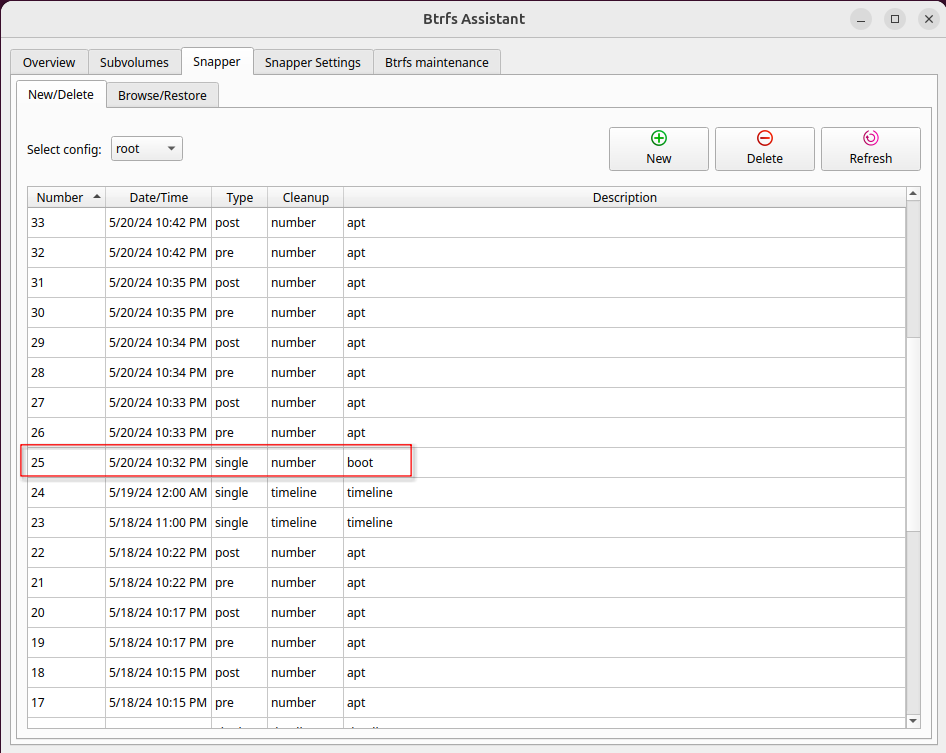 Btrfs Assistant
Overview Subvolumes Snapper Snapper Settings Btrfs maintenance
New/Delete Browse/Restore
Select config: root New Delete Refresh
Number Date/Time Type Cleanup Description
33 5/20/24 10:42 PM post number apt
32 5/20/24 10:42 PM pre number apt
31 5/20/24 10:35 PM post number apt
30 5/20/24 10:35 PM pre number apt
29 5/20/24 10:34 PM post number apt
28 5/20/24 10:34 PM pre number apt
27 5/20/24 10:33 PM post number apt
26 5/20/24 10:33 PM pre number apt
25 5/20/24 10:32 PM single number boot
24 5/19/24 12:00 AM single timeline timeline
23 5/18/24 11:00 PM single timeline timeline
22 5/18/24 10:22 PM post number apt
21 5/18/24 10:22 PM pre number apt
20 5/18/24 10:17 PM post number apt
19 5/18/24 10:17 PM pre number apt
18 5/18/24 10:15 PM post number apt
17 5/18/24 10:15 PM pre number apt